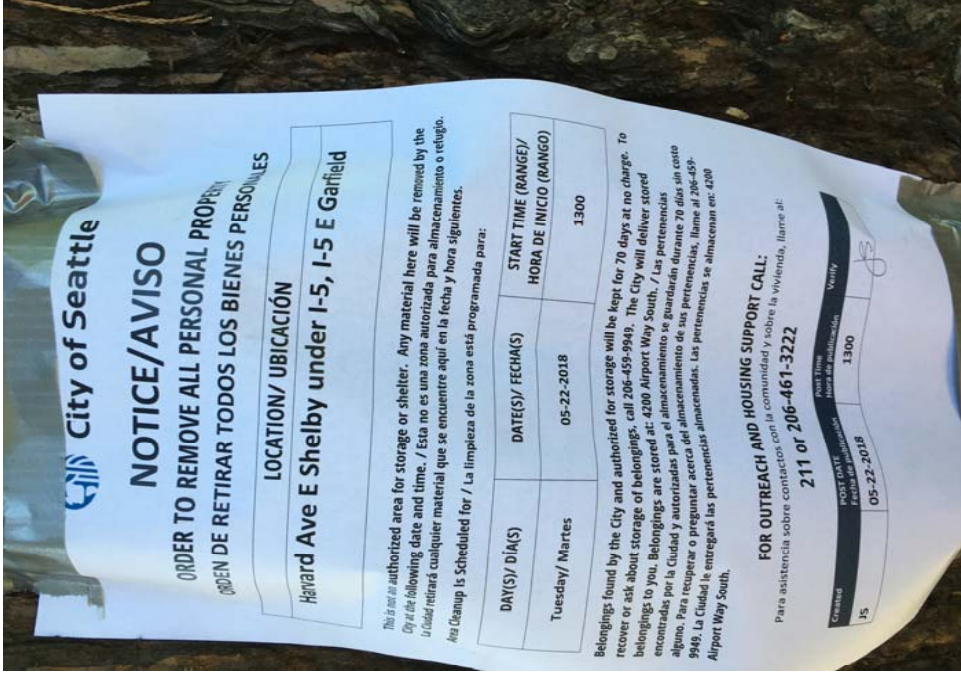 City of Seattle
NOTICE/AVISO
ORDER TO REMOVE ALL PERSONAL PROPERTY
ORDEN DE RETIRAR TODOS LOS BIENES PERSONALES
LOCATION/ UBICACIÓN
Harvard Ave E Shelby under I-5, I-5 E Garfield
This is not an authorized area for storage or shelter. Any material here will be removed by the
City at the following date and time. / Esta no es una zona autorizada para almacenamiento o refugio.
la Ciudad retirará cualquier material que se encuentre aquí en la fecha y hora siguientes.
Area Cleanup Is Scheduled for / La limpieza de la zona está programada para:
DAY(S)/ DÍA(S) DATE(S)/ FECHA(S) START TIME (RANGE)/
HORA DE INICIO (RANGO)
Tuesday/ Martes 05-22-2018 1300
Belongings found by the City and authorized for storage will be kept for 70 days at no charge. To
recover or ask about storage of belongings, call 206-459-9949. The City will deliver stored
belongings to you. Belongings are stored at: 4200 Airport Way South. / Las pertenencias
encontradas por la Ciudad y autorizadas para el almacenamiento se guardarán durante 70 días sin costo
alguno. Para recuperar o preguntar acerca del almacenamiento de sus pertenencias, llame al 206-459-
9949. La Ciudad le entregará las pertenencias almacenadas. Las pertenencias se almacenan en: 4200
Airport Way South.
FOR OUTREACH AND HOUSING SUPPORT CALL:
Para asistencia sobre contactos con la comunidad y sobre la vivienda, llame al:
211 or 206-461-3222
Created POST DATE Post Time Verify
Fecha de publicación Hora de publicación
JS 05-22-2018 1300 JS